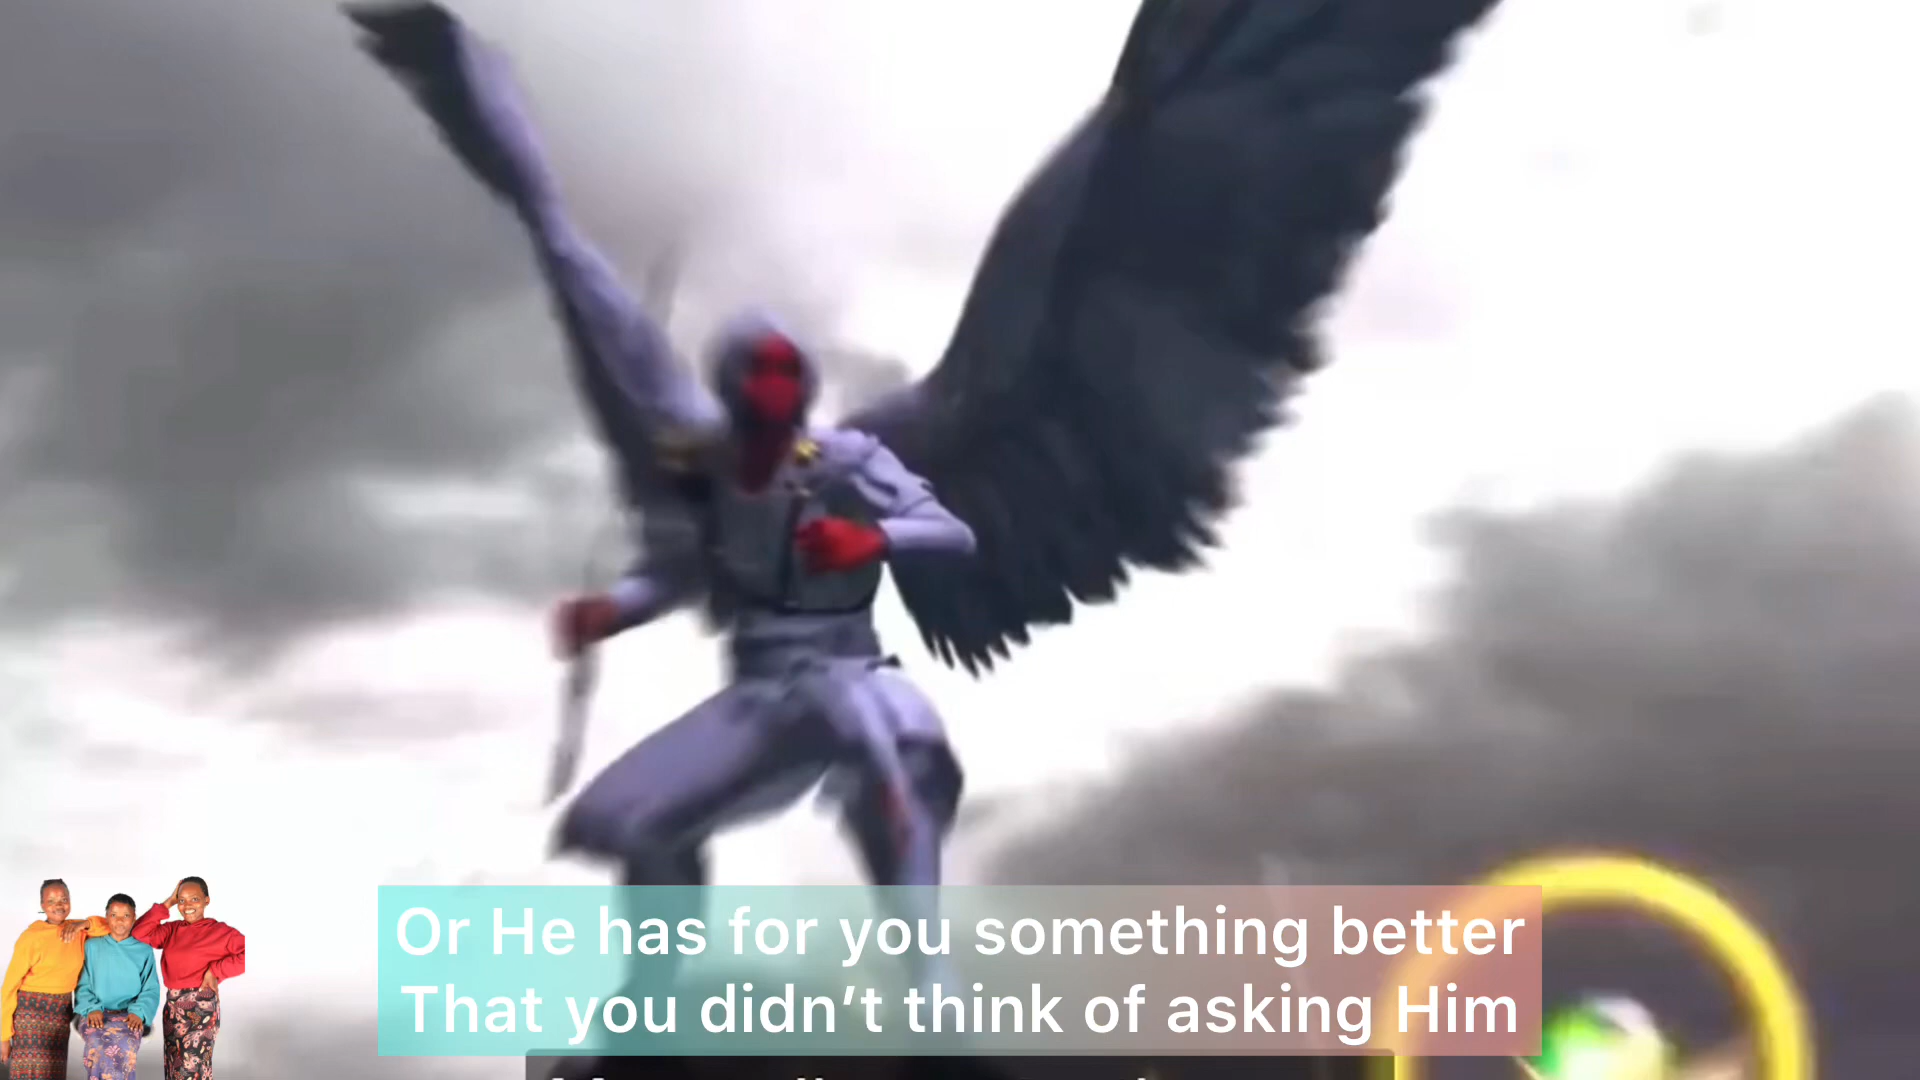 Or He has for you something better
That you didn’t think of asking Him